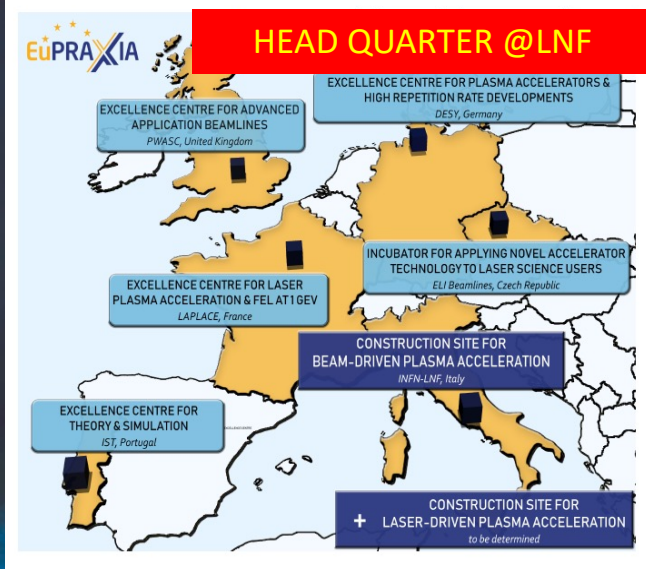 EuPRAXIA
HEAD QUARTER @LNF
EXCELLENCE CENTRE FOR PLASMA ACCELERATORS &
HIGH REPETITION RATE DEVELOPMENTS
DESY, Germany
EXCELLENCE CENTRE FOR ADVANCED
APPLICATION BEAMLINES
PWASC, United Kingdom
INCUBATOR FOR APPLYING NOVEL ACCELERATOR
TECHNOLOGY TO LASER SCIENCE USERS
ELI Beamlines, Czech Republic
EXCELLENCE CENTRE FOR LASER
PLASMA ACCELERATION & FEL AT 1 GEV
LAPLACE, France
CONSTRUCTION SITE FOR
BEAM-DRIVEN PLASMA ACCELERATION
INFN-LNF, Italy
EXCELLENCE CENTRE FOR
THEORY & SIMULATION
IST, Portugal
+ CONSTRUCTION SITE FOR
LASER-DRIVEN PLASMA ACCELERATION
to be determined